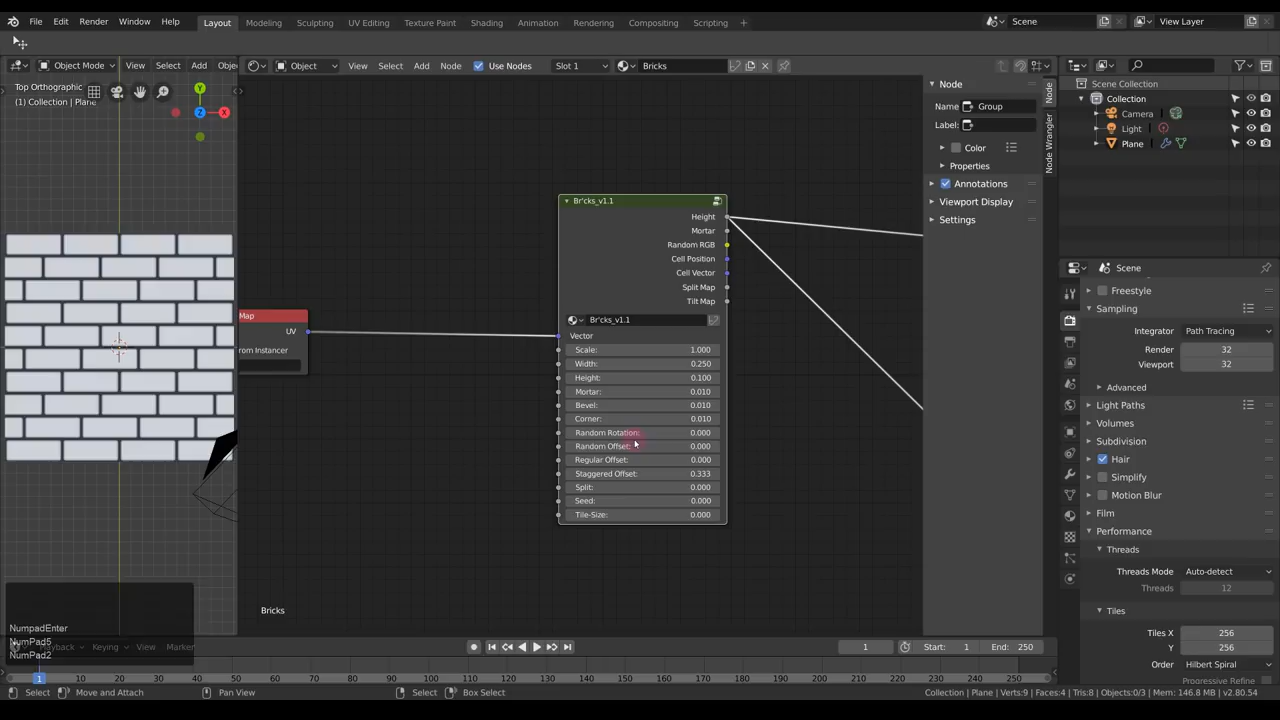 File Edit Render Window Help Layout Modeling Sculpting UV Editing Texture Paint Shading Animation Rendering Compositing Scripting + Scene View Layer
Object Mode View Select Add Obje Object View Select Add Node Use Nodes Slot 1 Bricks
Top Orthographic
(1) Collection | Plane
X
Y
Z
Map
UV
rom Instancer
Br'cks_v1.1
Height
Mortar
Random RGB
Cell Position
Cell Vector
Split Map
Tilt Map
Br'cks_v1.1
Vector
Scale: 1.000
Width: 0.250
Height: 0.100
Mortar: 0.010
Bevel: 0.010
Corner: 0.010
Random Rotation: 0.000
Random Offset: 0.000
Regular Offset: 0.000
Staggered Offset: 0.333
Split: 0.000
Seed: 0.000
Tile-Size: 0.000
Bricks
Node
Name Group
Label:
Color
Properties
Annotations
Viewport Display
Settings
Node
Node Wrangler
Scene Collection
Collection
Camera
Light
Plane
Scene
Freestyle
Sampling
Integrator Path Tracing
Render 32
Viewport 32
Advanced
Light Paths
Volumes
Subdivision
Hair
Simplify
Motion Blur
Film
Performance
Threads
Threads Mode Auto-detect
Threads 12
Tiles
Tiles X 256
Y 256
Order Hilbert Spiral
Progressive Refine
NumpadEnter
NumPad5
NumPad2
Playback Keying View Marker 1 Start: 1 End: 250
1 10 20 30 40 50 60 70 80 90 100 110 120 130 140 150 160 170 180 190 200 210 220 230 240 250
Select Move and Attach Pan View Select Box Select Collection | Plane | Verts:9 | Faces:4 | Tris:8 | Objects:0/3 | Mem: 146.8 MB | v2.80.54